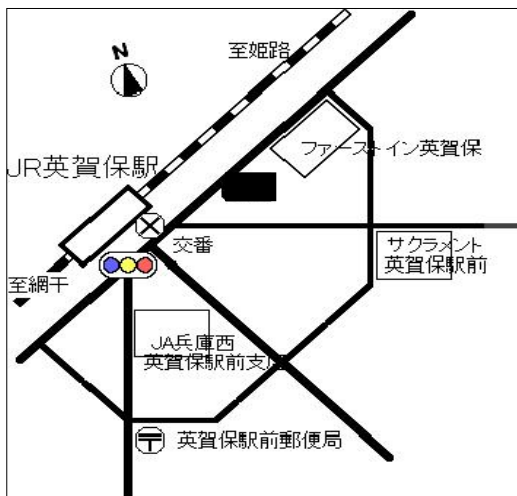 N
至姫路
ファーストイン英賀保
JR英賀保駅
交番
サクラメント
英賀保駅前
至網干
JA兵庫西
英賀保駅前支店
英賀保駅前郵便局